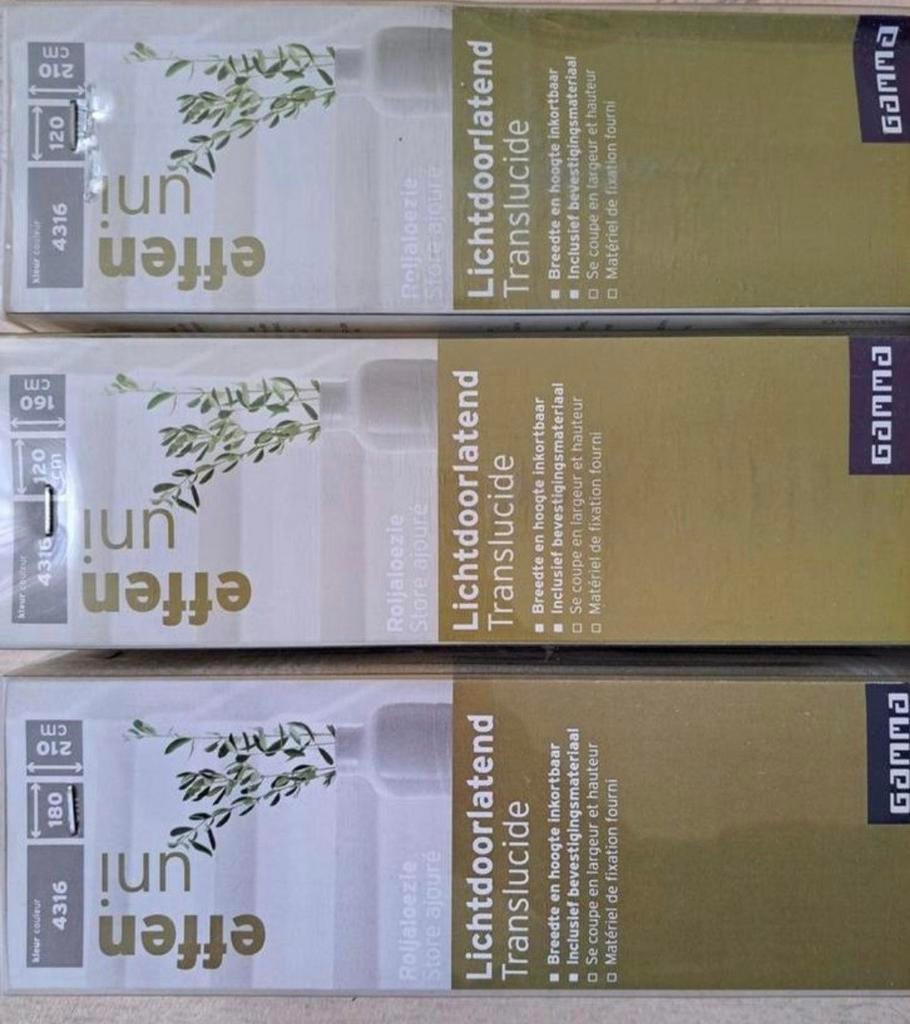 kleur couleur
4316
120
210
cm
effen
uni
Roljaloezie
Store ajouré
Lichtdoorlatend
Translucide
Breedte en hoogte inkortbaar
Inclusief bevestigingsmateriaal
Se coupe en largeur et hauteur
Matériel de fixation fourni
GAMMA
kleur couleur
4316
120
cm
160
cm
effen
uni
Roljaloezie
Store ajouré
Lichtdoorlatend
Translucide
Breedte en hoogte inkortbaar
Inclusief bevestigingsmateriaal
Se coupe en largeur et hauteur
Matériel de fixation fourni
GAMMA
kleur couleur
4316
180
210
cm
effen
uni
Roljaloezie
Store ajouré
Lichtdoorlatend
Translucide
Breedte en hoogte inkortbaar
Inclusief bevestigingsmateriaal
Se coupe en largeur et hauteur
Matériel de fixation fourni
GAMMA